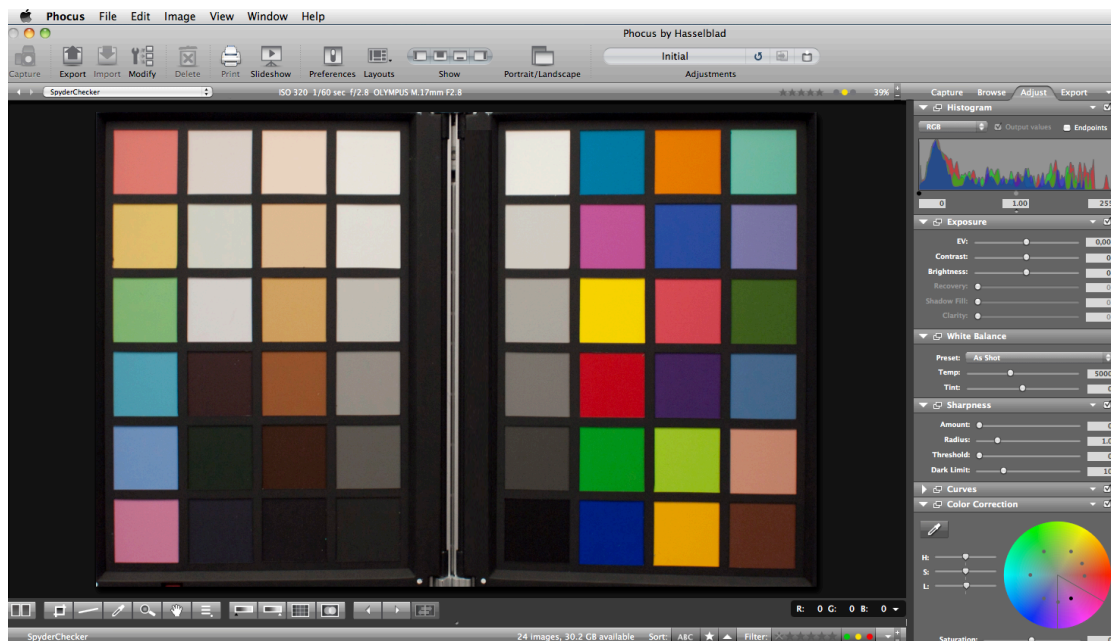 Phocus File Edit Image View Window Help
Phocus by Hasselblad
Capture Export Import Modify Delete Print Slideshow Preferences Layouts Show Portrait/Landscape Initial Adjustments
SpyderChecker ISO 320 1/60 sec f/2.8 OLYMPUS M.17mm F2.8 39% Capture Browse Adjust Export
Histogram
RGB Output values Endpoints
0 1.00 255
Exposure
EV: 0,00
Contrast: 0
Brightness: 0
Recovery: 0
Shadow Fill: 0
Clarity: 0
White Balance
Preset: As Shot
Temp: 5000
Tint: 0
Sharpness
Amount: 0
Radius: 1.0
Threshold: 0
Dark Limit: 10
Curves
Color Correction
H:
S:
L:
R: 0 G: 0 B: 0
SpyderChecker 24 images, 30.2 GB available Sort: ABC Filter: Saturation: